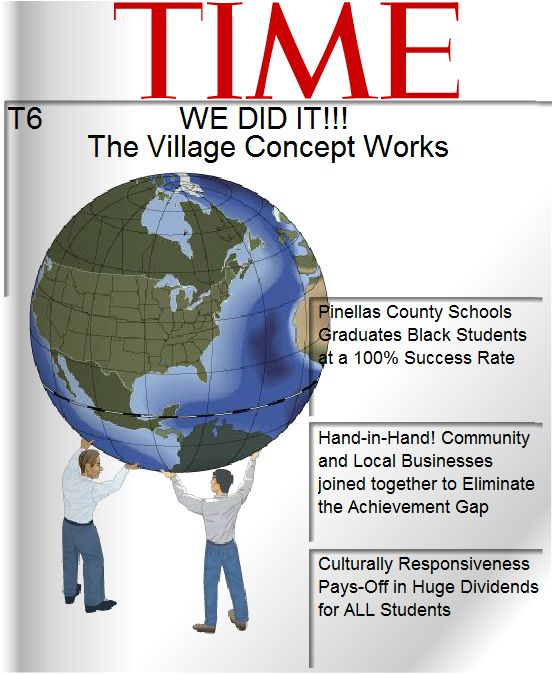 TIME
T6
WE DID IT!!!
The Village Concept Works
Pinellas County Schools
Graduates Black Students
at a 100% Success Rate
Hand-in-Hand! Community
and Local Businesses
joined together to Eliminate
the Achievement Gap
Culturally Responsiveness
Pays-Off in Huge Dividends
for ALL Students